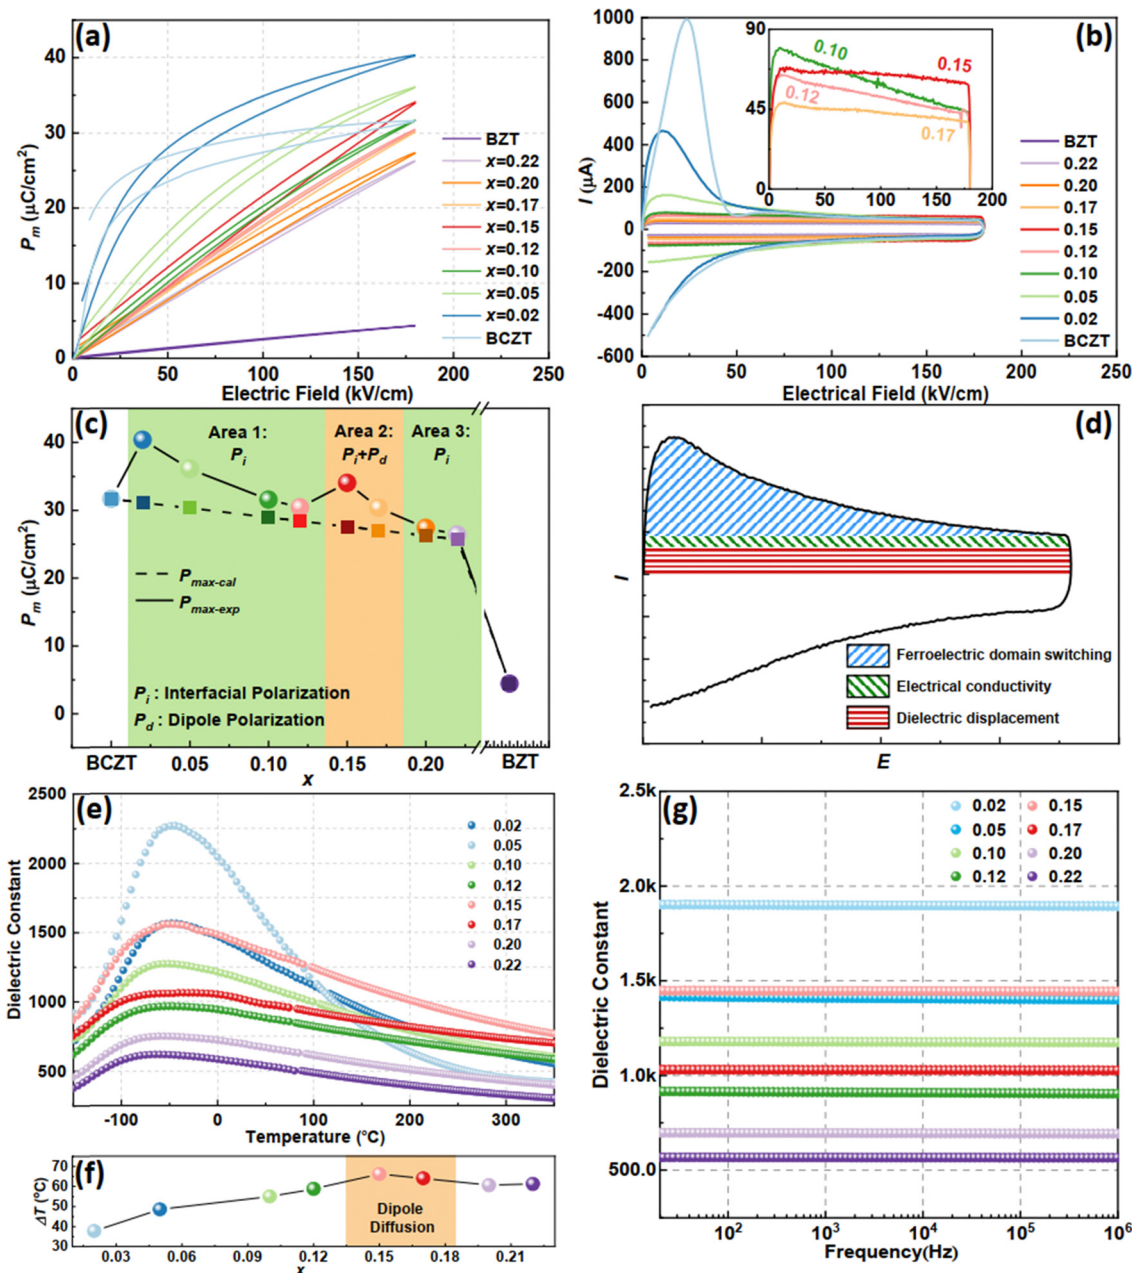 (a)
40
30
20
10
0
0 50 100 150 200 250
P_m (μC/cm²)
Electric Field (kV/cm)
BZT
x=0.22
x=0.20
x=0.17
x=0.15
x=0.12
x=0.10
x=0.05
x=0.02
BCZT
(b)
1000
800
600
400
200
0
-200
-400
-600
0 50 100 150 200 250
I (μA)
Electrical Field (kV/cm)
90
45
0
0 50 100 150 200
0.10
0.15
0.12
0.17
BZT
0.22
0.20
0.17
0.15
0.12
0.10
0.05
0.02
BCZT
(c)
40
30
20
10
40
10
0
P_m (μC/cm²)
Area 1:
P_i
Area 2:
P_i+P_d
Area 3:
P_i
P_max-cal
P_max-exp
P_i : Interfacial Polarization
P_d : Dipole Polarization
BCZT 0.05 0.10 0.15 0.20 BZT
x
(d)
I
E
Ferroelectric domain switching
Electrical conductivity
Dielectric displacement
(e)
2500
2250
2000
1750
1500
1250
1000
750
500
Dielectric Constant
-100 0 100 200 300
Temperature (°C)
0.02
0.05
0.10
0.12
0.15
0.17
0.20
0.22
(f)
70
60
50
40
30
ΔT (°C)
Dipole
Diffusion
0.03 0.06 0.09 0.12 0.15 0.18 0.21
x
(g)
2.5k
2.0k
1.5k
1.0k
500.0
Dielectric Constant
0.02 0.15
0.05 0.17
0.10 0.20
0.12 0.22
10² 10³ 10⁴ 10⁵ 10⁶
Frequency(Hz)